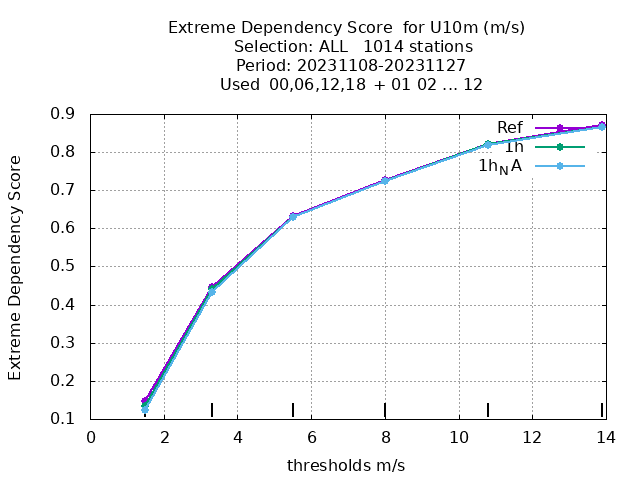 Extreme Dependency Score  for U10m (m/s)
Selection: ALL   1014 stations
Period: 20231108-20231127
Used  00,06,12,18  + 01 02 ... 12
Ref
1h
1h_NA
Extreme Dependency Score
0.9
0.8
0.7
0.6
0.5
0.4
0.3
0.2
0.1
0 2 4 6 8 10 12 14
thresholds m/s